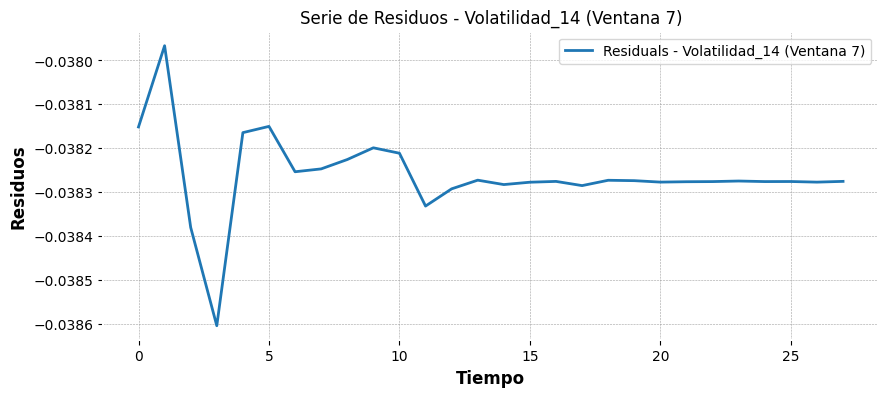 Serie de Residuos - Volatilidad_14 (Ventana 7)
Residuals - Volatilidad_14 (Ventana 7)
−0.0380
−0.0381
−0.0382
−0.0383
−0.0384
−0.0385
−0.0386
Residuos
0 5 10 15 20 25
Tiempo